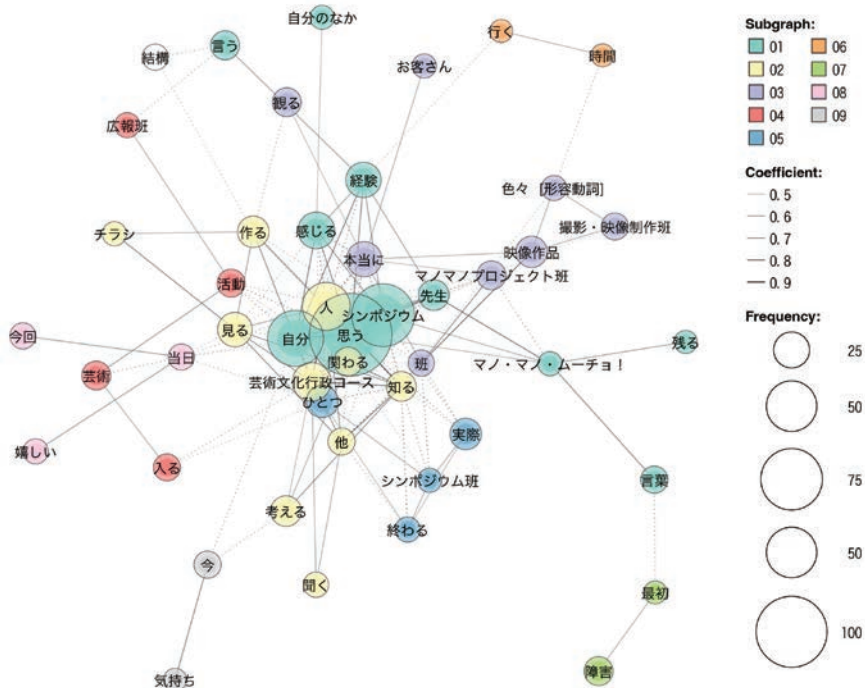 自分のなか
行く
言う
結構
時間
お客さん
観る
広報班
経験
色々 [形容動詞]
撮影・映像制作班
チラシ
作る
感じる
本当に
映像作品
マノマノプロジェクト班
活動
先生
人
シンポジウム
見る
自分
思う
今回
当日
関わる
班
マノ・マノ・ムーチョ！
残る
芸術
芸術文化行政コース
知る
ひとつ
嬉しい
入る
他
実際
シンポジウム班
言葉
考える
終わる
今
聞く
最初
気持ち
障害
Subgraph:
01 06
02 07
03 08
04 09
05
Coefficient:
0.5
0.6
0.7
0.8
0.9
Frequency:
25
50
75
50
100